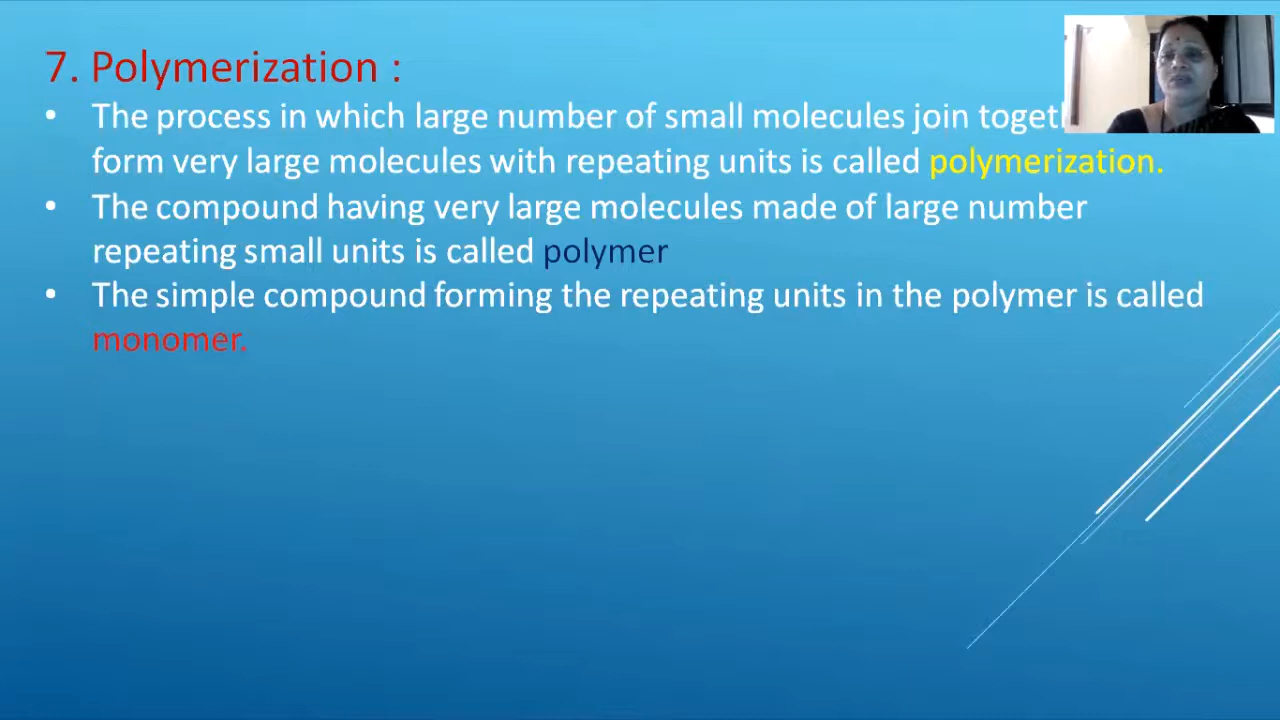 7. Polymerization :
• The process in which large number of small molecules join
form very large molecules with repeating units is called polymerization.
• The compound having very large molecules made of large number
repeating small units is called polymer
• The simple compound forming the repeating units in the polymer is called
monomer.